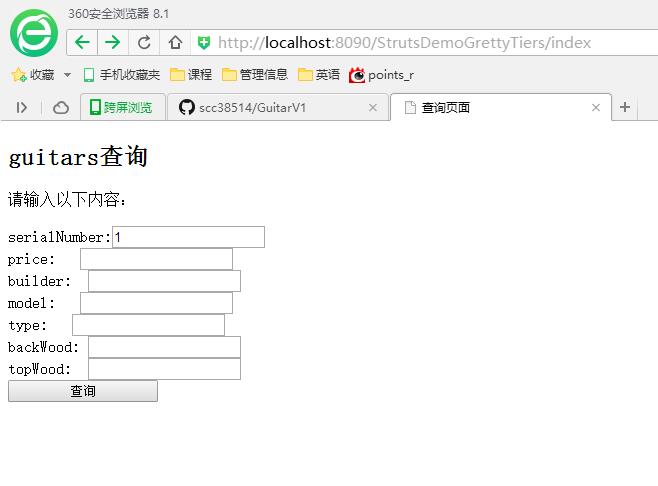 360安全浏览器 8.1
http://localhost:8090/StrutsDemoGrettyTiers/index
收藏 手机收藏夹 课程 管理信息 英语 points_r
跨屏浏览 scc38514/GuitarV1 查询页面
guitars查询
请输入以下内容:
serialNumber:1
price:
builder:
model:
type:
backWood:
topWood:
查询